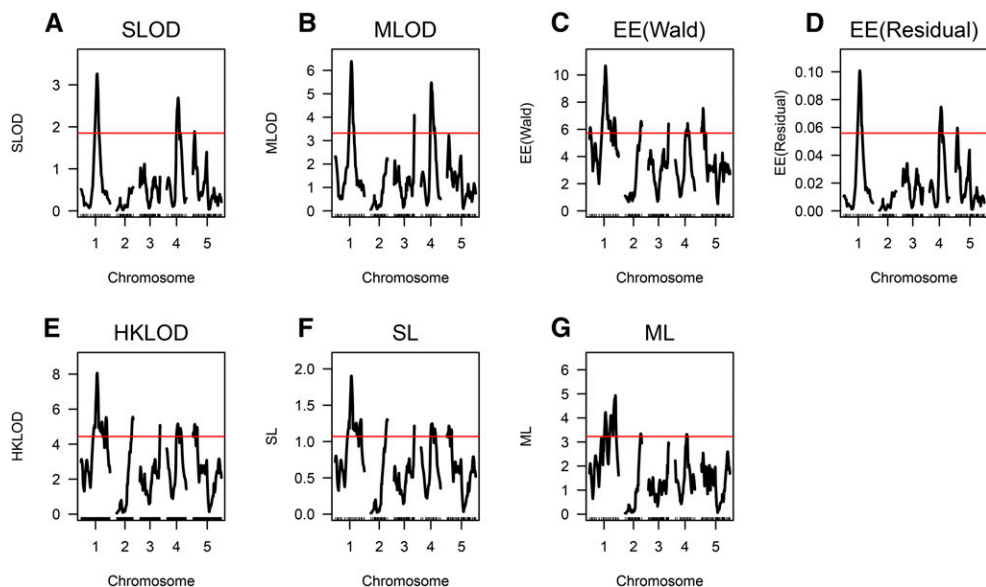 A SLOD
SLOD
3
2
1
0
1 2 3 4 5
Chromosome
B MLOD
MLOD
6
5
4
3
2
1
0
1 2 3 4 5
Chromosome
C EE(Wald)
EE(Wald)
10
8
6
4
2
0
1 2 3 4 5
Chromosome
D EE(Residual)
EE(Residual)
0.10
0.08
0.06
0.04
0.02
0.00
1 2 3 4 5
Chromosome
E HKLOD
HKLOD
8
6
4
2
0
1 2 3 4 5
Chromosome
F SL
SL
2.0
1.5
1.0
0.5
0.0
1 2 3 4 5
Chromosome
G ML
ML
6
5
4
3
2
1
0
1 2 3 4 5
Chromosome